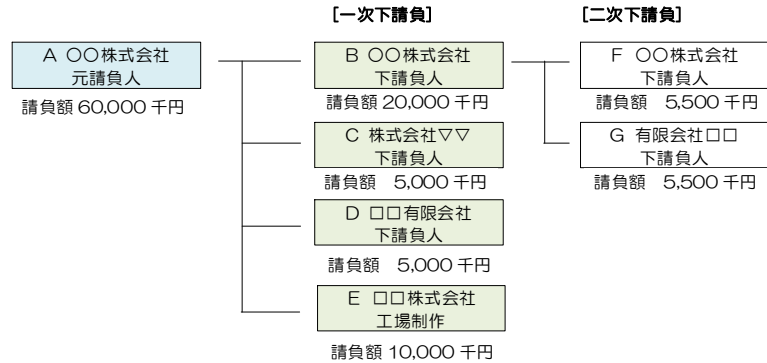 [一次下請負]
[二次下請負]
A 〇〇株式会社
元請負人
請負額 60,000 千円
B 〇〇株式会社
下請負人
請負額 20,000 千円
F 〇〇株式会社
下請負人
請負額 5,500 千円
C 株式会社▽▽
下請負人
請負額 5,000 千円
G 有限会社□□
下請負人
請負額 5,500 千円
D □□有限会社
下請負人
請負額 5,000 千円
E □□株式会社
工場制作
請負額 10,000 千円